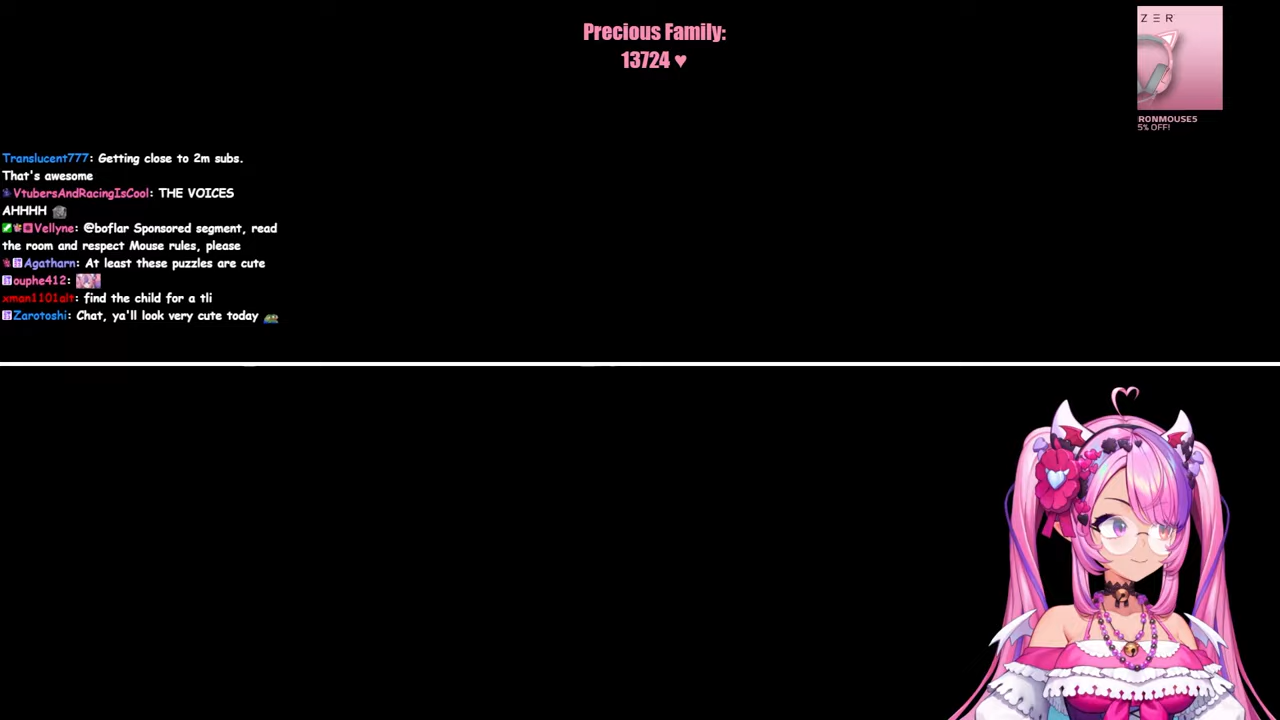 Precious Family:
13724 ♥
Z Ξ R
RONMOUSE5
5% OFF!
Translucent777: Getting close to 2m subs.
That's awesome
VtubersAndRacingIsCool: THE VOICES
AHHHH
Vellyne: @boflar Sponsored segment, read
the room and respect Mouse rules, please
Agatharn: At least these puzzles are cute
ouphe412:
xman1101alt: find the child for a tli
Zarotoshi: Chat, ya'll look very cute today